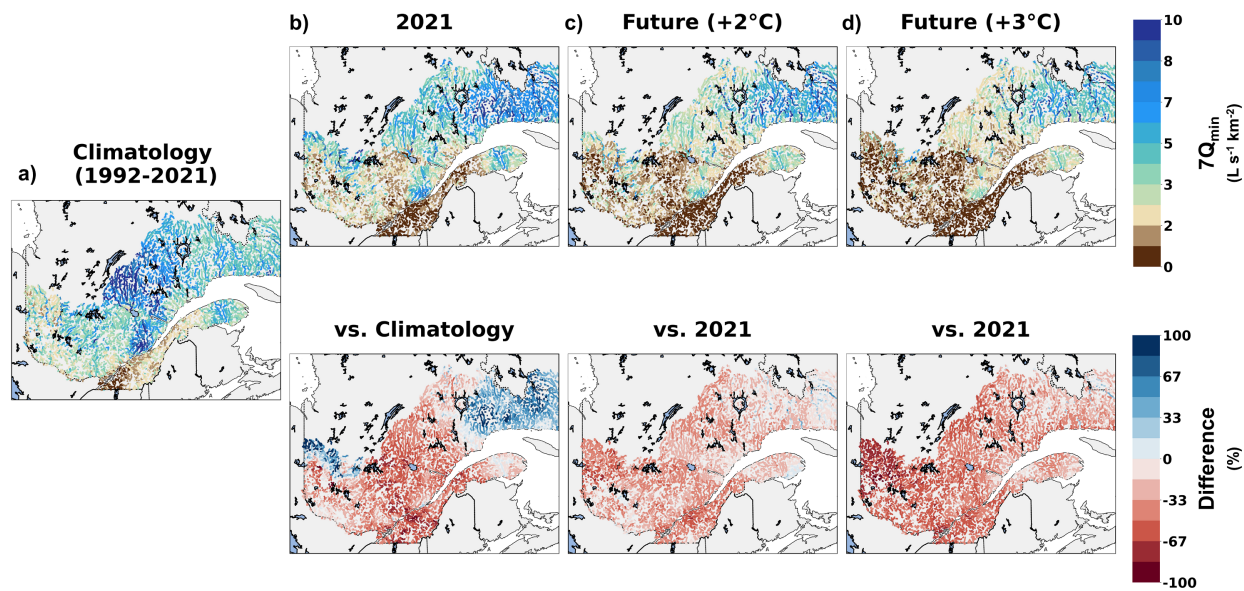 b)
2021
c)
Future (+2°C)
d)
Future (+3°C)
a)
Climatology
(1992-2021)
10
8
7
5
3
2
0
7Qmin
(L s-1 km-2)
vs. Climatology
vs. 2021
vs. 2021
100
67
33
0
-33
-67
-100
Difference
(%)